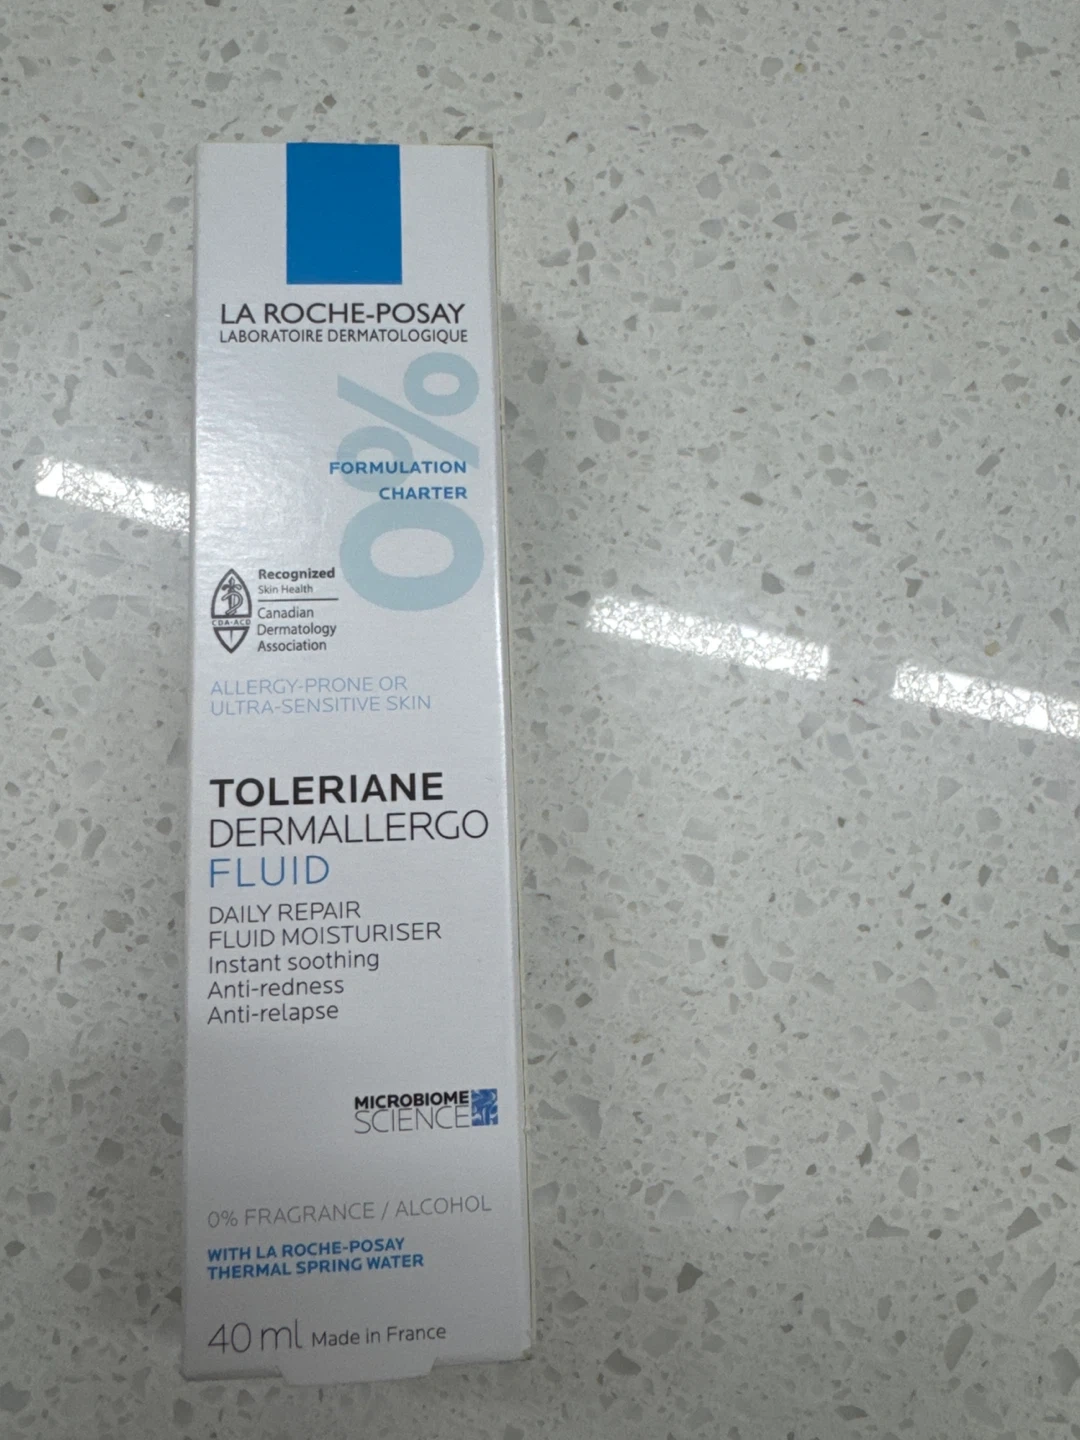 LA ROCHE-POSAY
LABORATOIRE DERMATOLOGIQUE
0%
FORMULATION
CHARTER
Recognized
Skin Health
Canadian
Dermatology
Association
CDA-ACD
ALLERGY-PRONE OR
ULTRA-SENSITIVE SKIN
TOLERIANE
DERMALLERGO
FLUID
DAILY REPAIR
FLUID MOISTURISER
Instant soothing
Anti-redness
Anti-relapse
MICROBIOME
SCIENCE
0% FRAGRANCE / ALCOHOL
WITH LA ROCHE-POSAY
THERMAL SPRING WATER
40 ml Made in France